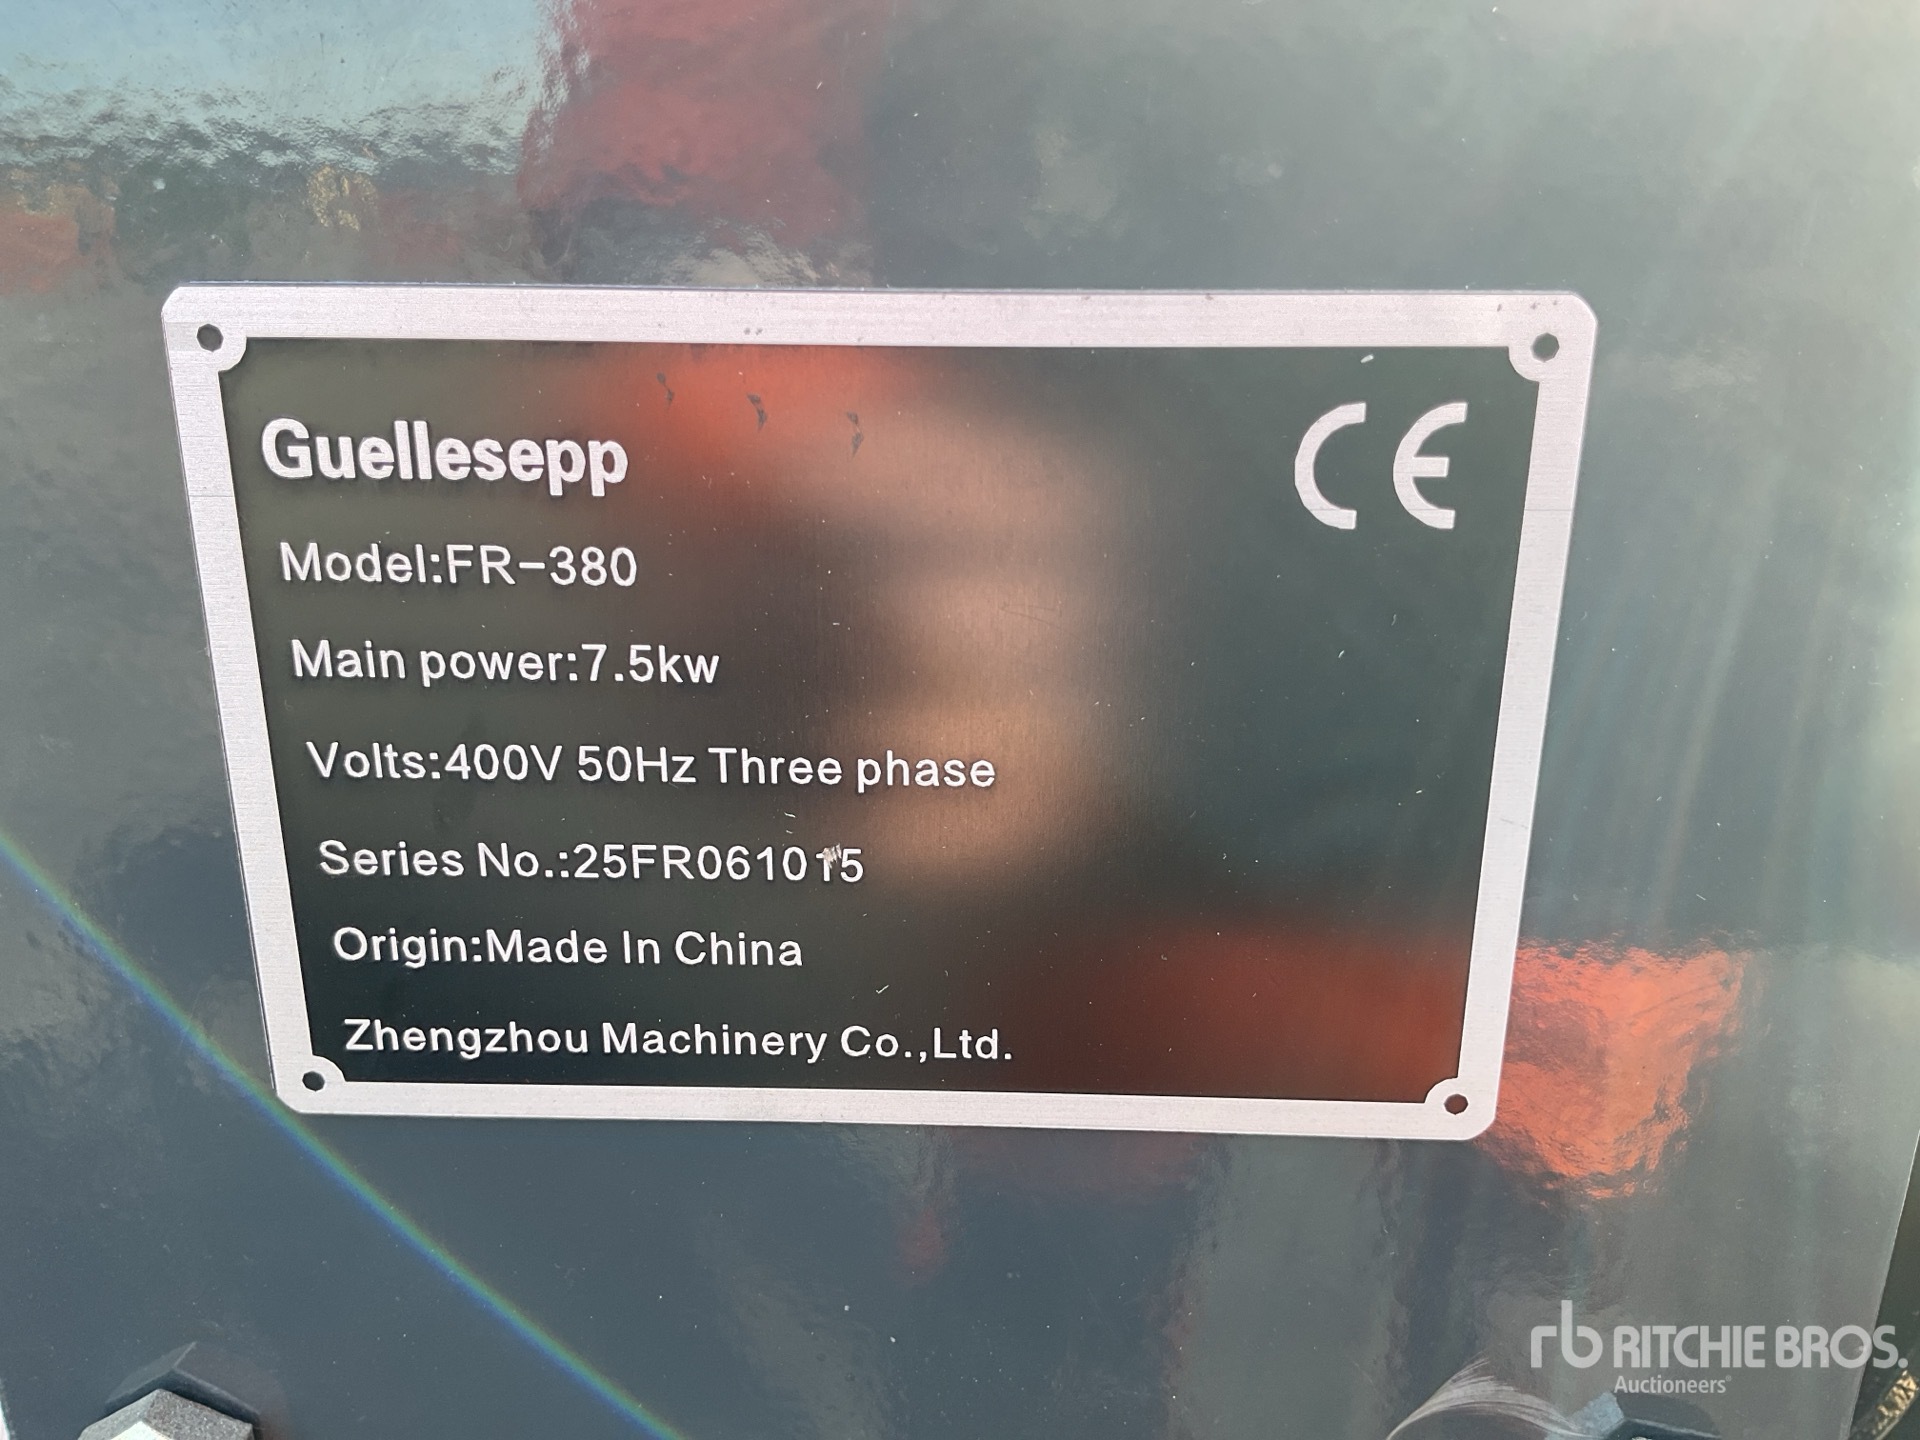 Guellesepp
CE
Model:FR-380
Main power:7.5kw
Volts:400V 50Hz Three phase
Series No.:25FR061015
Origin:Made In China
Zhengzhou Machinery Co.,Ltd.
rb RITCHIE BROS.
Auctioneers